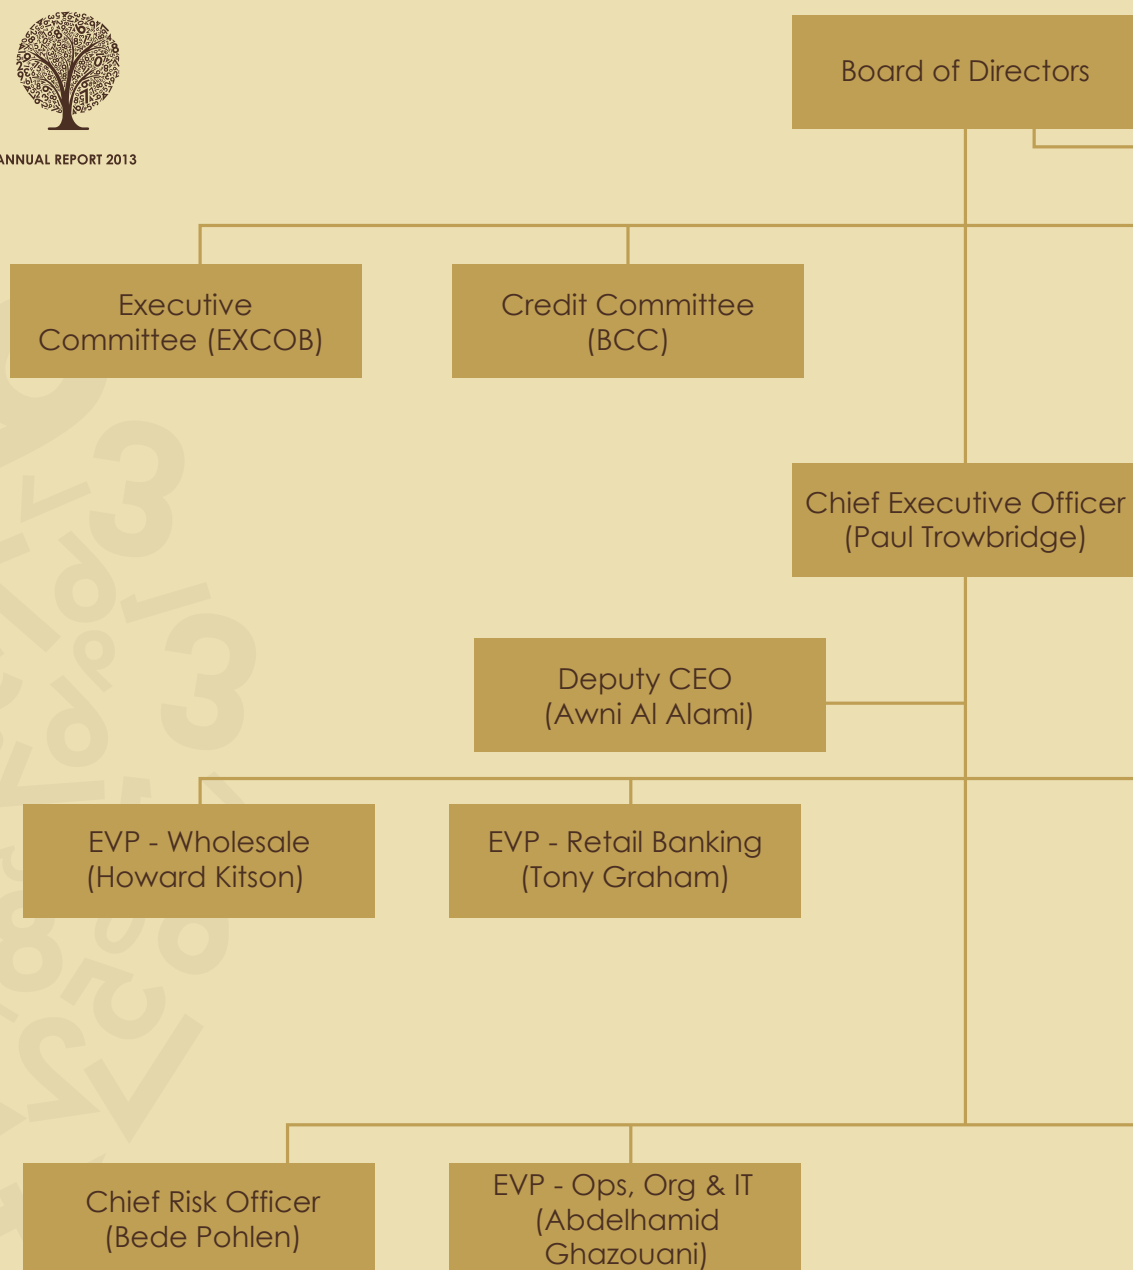 ANNUAL REPORT 2013
Board of Directors
Executive
Committee (EXCOB)
Credit Committee
(BCC)
Chief Executive Officer
(Paul Trowbridge)
Deputy CEO
(Awni Al Alami)
EVP - Wholesale
(Howard Kitson)
EVP - Retail Banking
(Tony Graham)
Chief Risk Officer
(Bede Pohlen)
EVP - Ops, Org & IT
(Abdelhamid
Ghazouani)